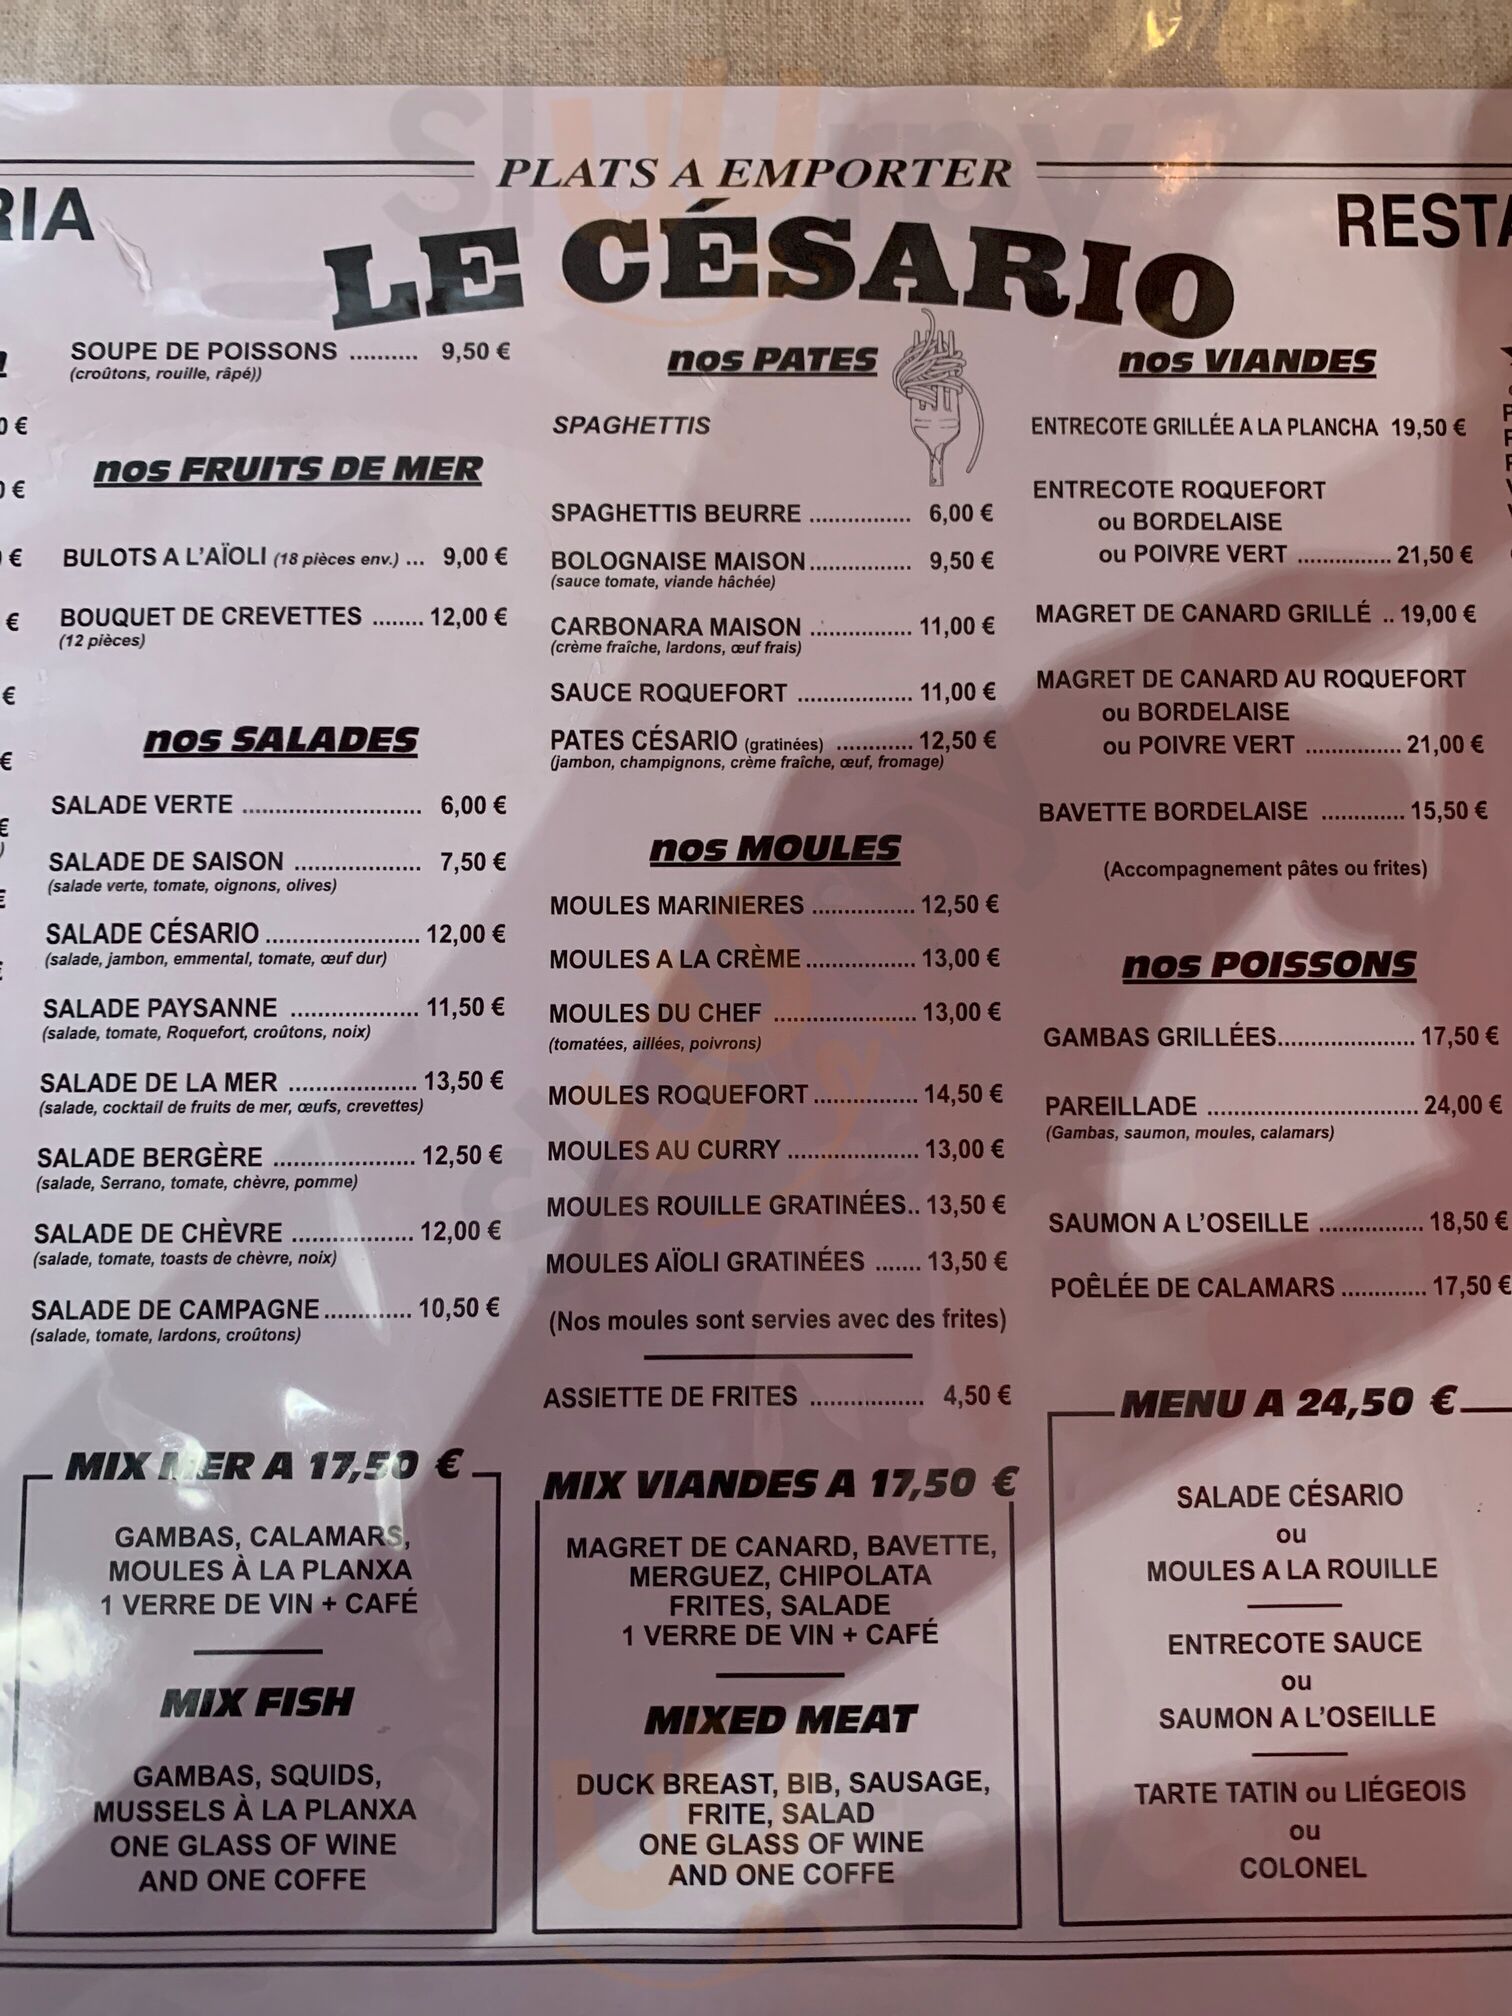 PLATS A EMPORTER
RIA
RESTA
LE CÉSARIO
SOUPE DE POISSONS .......... 9,50 €
(croûtons, rouille, râpé))
nos FRUITS DE MER
BULOTS A L'AÏOLI (18 pièces env.) ... 9,00 €
BOUQUET DE CREVETTES ........ 12,00 €
(12 pièces)
nos SALADES
SALADE VERTE .......................... 6,00 €
SALADE DE SAISON ................... 7,50 €
(salade verte, tomate, oignons, olives)
SALADE CÉSARIO ....................... 12,00 €
(salade, jambon, emmental, tomate, œuf dur)
SALADE PAYSANNE ................... 11,50 €
(salade, tomate, Roquefort, croûtons, noix)
SALADE DE LA MER ................... 13,50 €
(salade, cocktail de fruits de mer, œufs, crevettes)
SALADE BERGÈRE ..................... 12,50 €
(salade, Serrano, tomate, chèvre, pomme)
SALADE DE CHÈVRE .................. 12,00 €
(salade, tomate, toasts de chèvre, noix)
SALADE DE CAMPAGNE ............. 10,50 €
(salade, tomate, lardons, croûtons)
nos PATES
SPAGHETTIS
SPAGHETTIS BEURRE ............... 6,00 €
BOLOGNAISE MAISON ............... 9,50 €
(sauce tomate, viande hâchée)
CARBONARA MAISON ............... 11,00 €
(crème fraîche, lardons, œuf frais)
SAUCE ROQUEFORT ................. 11,00 €
PATES CÉSARIO (gratinées) ............ 12,50 €
(jambon, champignons, crème fraîche, œuf, fromage)
nos MOULES
MOULES MARINIERES ................ 12,50 €
MOULES A LA CRÈME ................ 13,00 €
MOULES DU CHEF ..................... 13,00 €
(tomatées, aillées, poivrons)
MOULES ROQUEFORT ................ 14,50 €
MOULES AU CURRY ................... 13,00 €
MOULES ROUILLE GRATINÉES.. 13,50 €
MOULES AÏOLI GRATINÉES ....... 13,50 €
(Nos moules sont servies avec des frites)
ASSIETTE DE FRITES ................. 4,50 €
nos VIANDES
ENTRECOTE GRILLÉE A LA PLANCHA 19,50 €
ENTRECOTE ROQUEFORT
ou BORDELAISE
ou POIVRE VERT .............. 21,50 €
MAGRET DE CANARD GRILLÉ .. 19,00 €
MAGRET DE CANARD AU ROQUEFORT
ou BORDELAISE
ou POIVRE VERT .............. 21,00 €
BAVETTE BORDELAISE ............. 15,50 €
(Accompagnement pâtes ou frites)
nos POISSONS
GAMBAS GRILLÉES.................... 17,50 €
PAREILLADE ............................... 24,00 €
(Gambas, saumon, moules, calamars)
SAUMON A L'OSEILLE ................ 18,50 €
POÊLÉE DE CALAMARS ............. 17,50 €
MIX MER A 17,50 €
GAMBAS, CALAMARS,
MOULES À LA PLANXA
1 VERRE DE VIN + CAFÉ
MIX FISH
GAMBAS, SQUIDS,
MUSSELS À LA PLANXA
ONE GLASS OF WINE
AND ONE COFFE
MIX VIANDES A 17,50 €
MAGRET DE CANARD, BAVETTE,
MERGUEZ, CHIPOLATA
FRITES, SALADE
1 VERRE DE VIN + CAFÉ
MIXED MEAT
DUCK BREAST, BIB, SAUSAGE,
FRITE, SALAD
ONE GLASS OF WINE
AND ONE COFFE
MENU A 24,50 €
SALADE CÉSARIO
ou
MOULES A LA ROUILLE
ENTRECOTE SAUCE
ou
SAUMON A L'OSEILLE
TARTE TATIN ou LIÉGEOIS
ou
COLONEL
Sluurpy
Sluurpy
Sluurpy